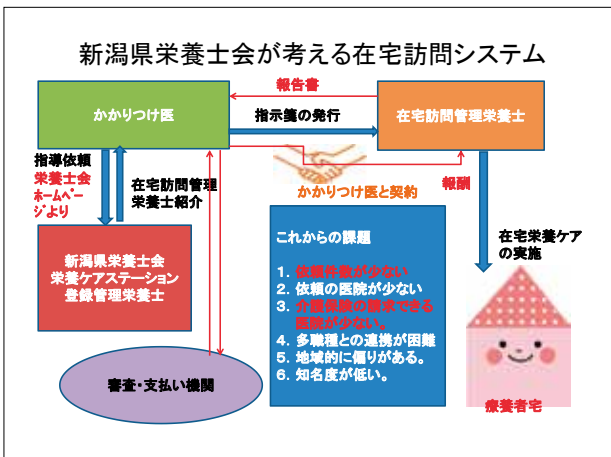 新潟県栄養士会が考える在宅訪問システム
報告書
かかりつけ医
指示箋の発行
在宅訪問管理栄養士
指導依頼
栄養士会
ホームペー
ジより
在宅訪問管理
栄養士紹介
かかりつけ医と契約
報酬
新潟県栄養士会
栄養ケアステーション
登録管理栄養士
これからの課題
1. 依頼件数が少ない
2. 依頼の医院が少ない
3. 介護保険の請求できる
医院が少ない。
4. 多職種との連携が困難
5. 地域的に偏りがある。
6. 知名度が低い。
在宅栄養ケア
の実施
審査・支払い機関
療養者宅